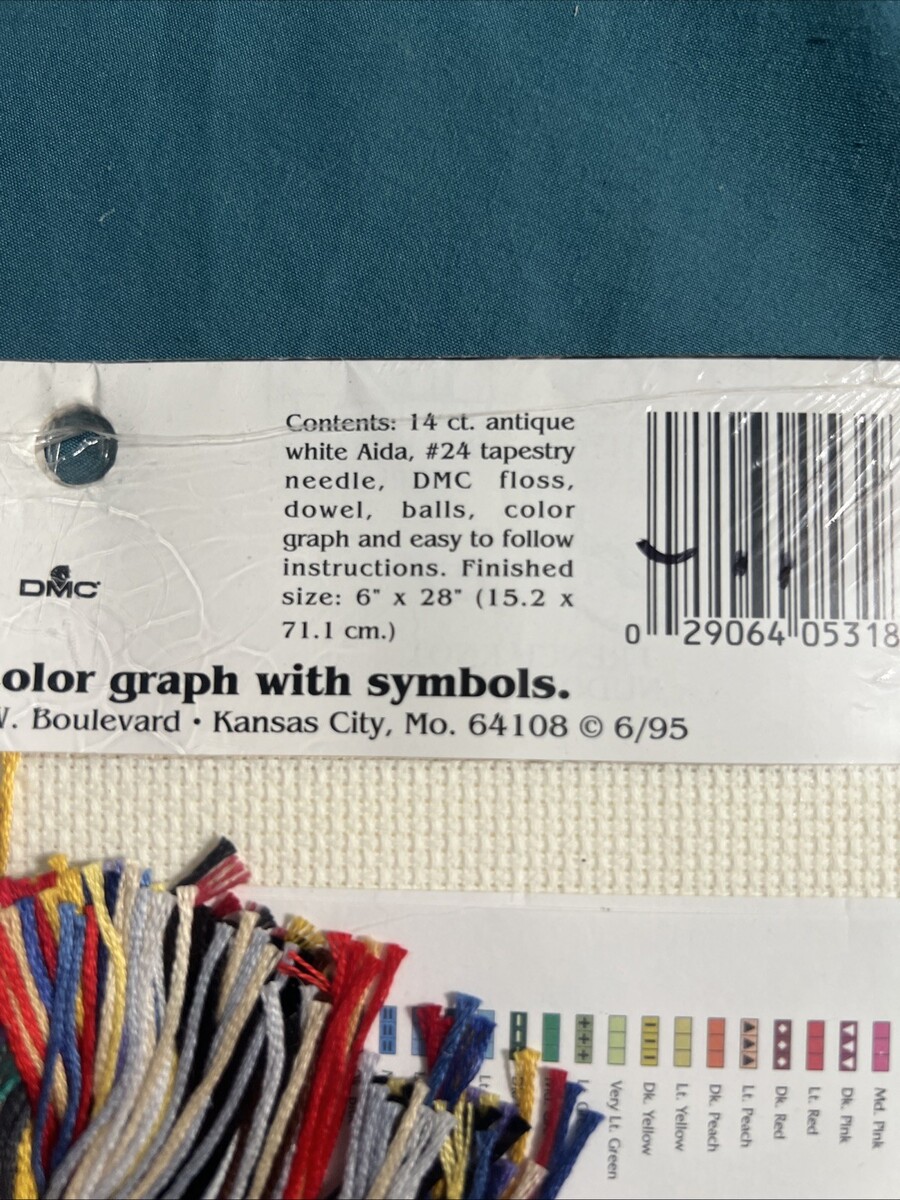 Contents: 14 ct. antique
white Aida, #24 tapestry
needle, DMC floss,
dowel, balls, color
graph and easy to follow
instructions. Finished
size: 6" x 28" (15.2 x
71.1 cm.)
DMC
0 29064 05318
olor graph with symbols.
W. Boulevard • Kansas City, Mo. 64108 © 6/95
Very Lt. Green
Dk. Yellow
Lt. Yellow
Dk. Peach
Lt. Peach
Dk. Red
Lt. Red
Dk. Pink
Md. Pink